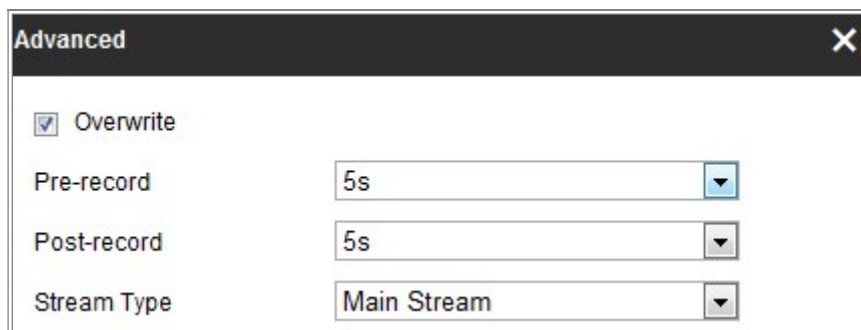 Advanced
Overwrite
Pre-record 5s
Post-record 5s
Stream Type Main Stream